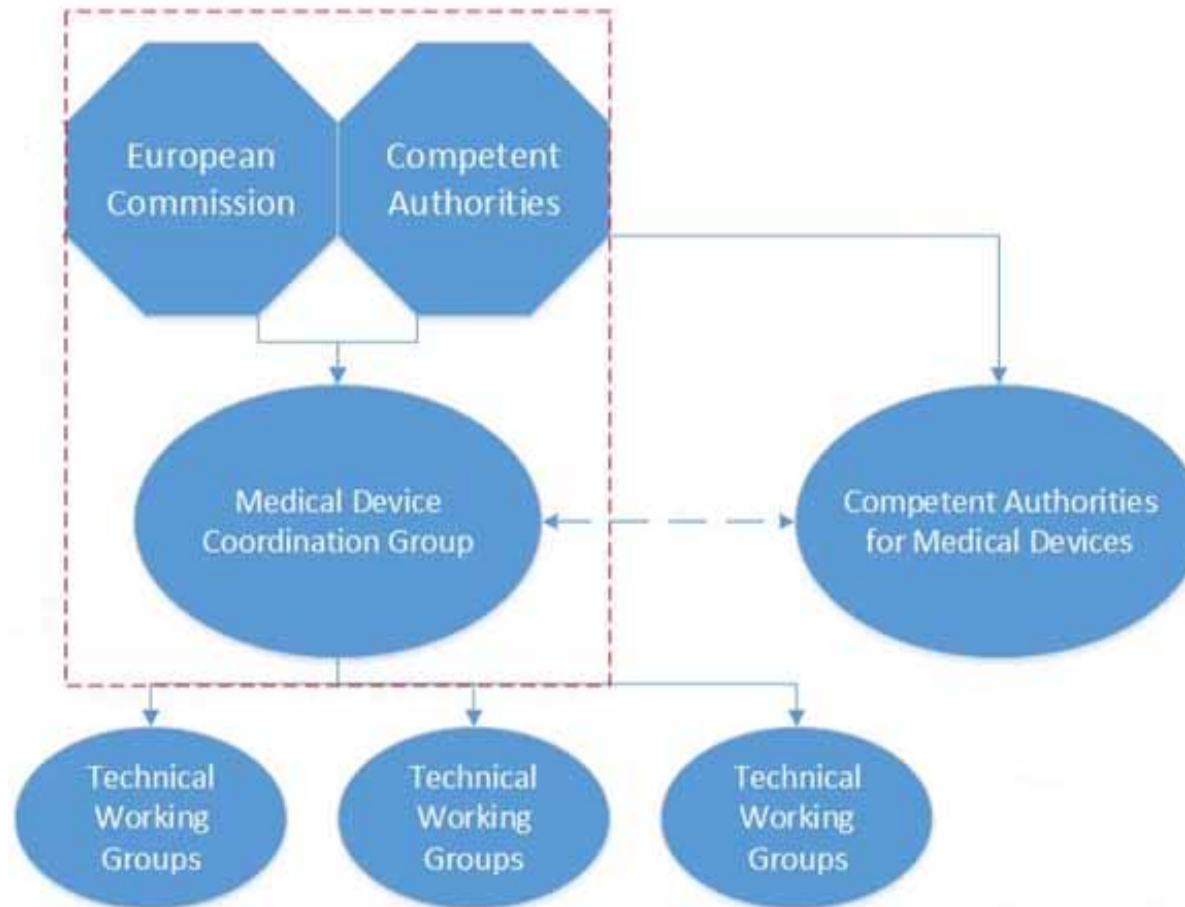 European
Commission
Competent
Authorities
Medical Device
Coordination Group
Competent Authorities
for Medical Devices
Technical
Working
Groups
Technical
Working
Groups
Technical
Working
Groups